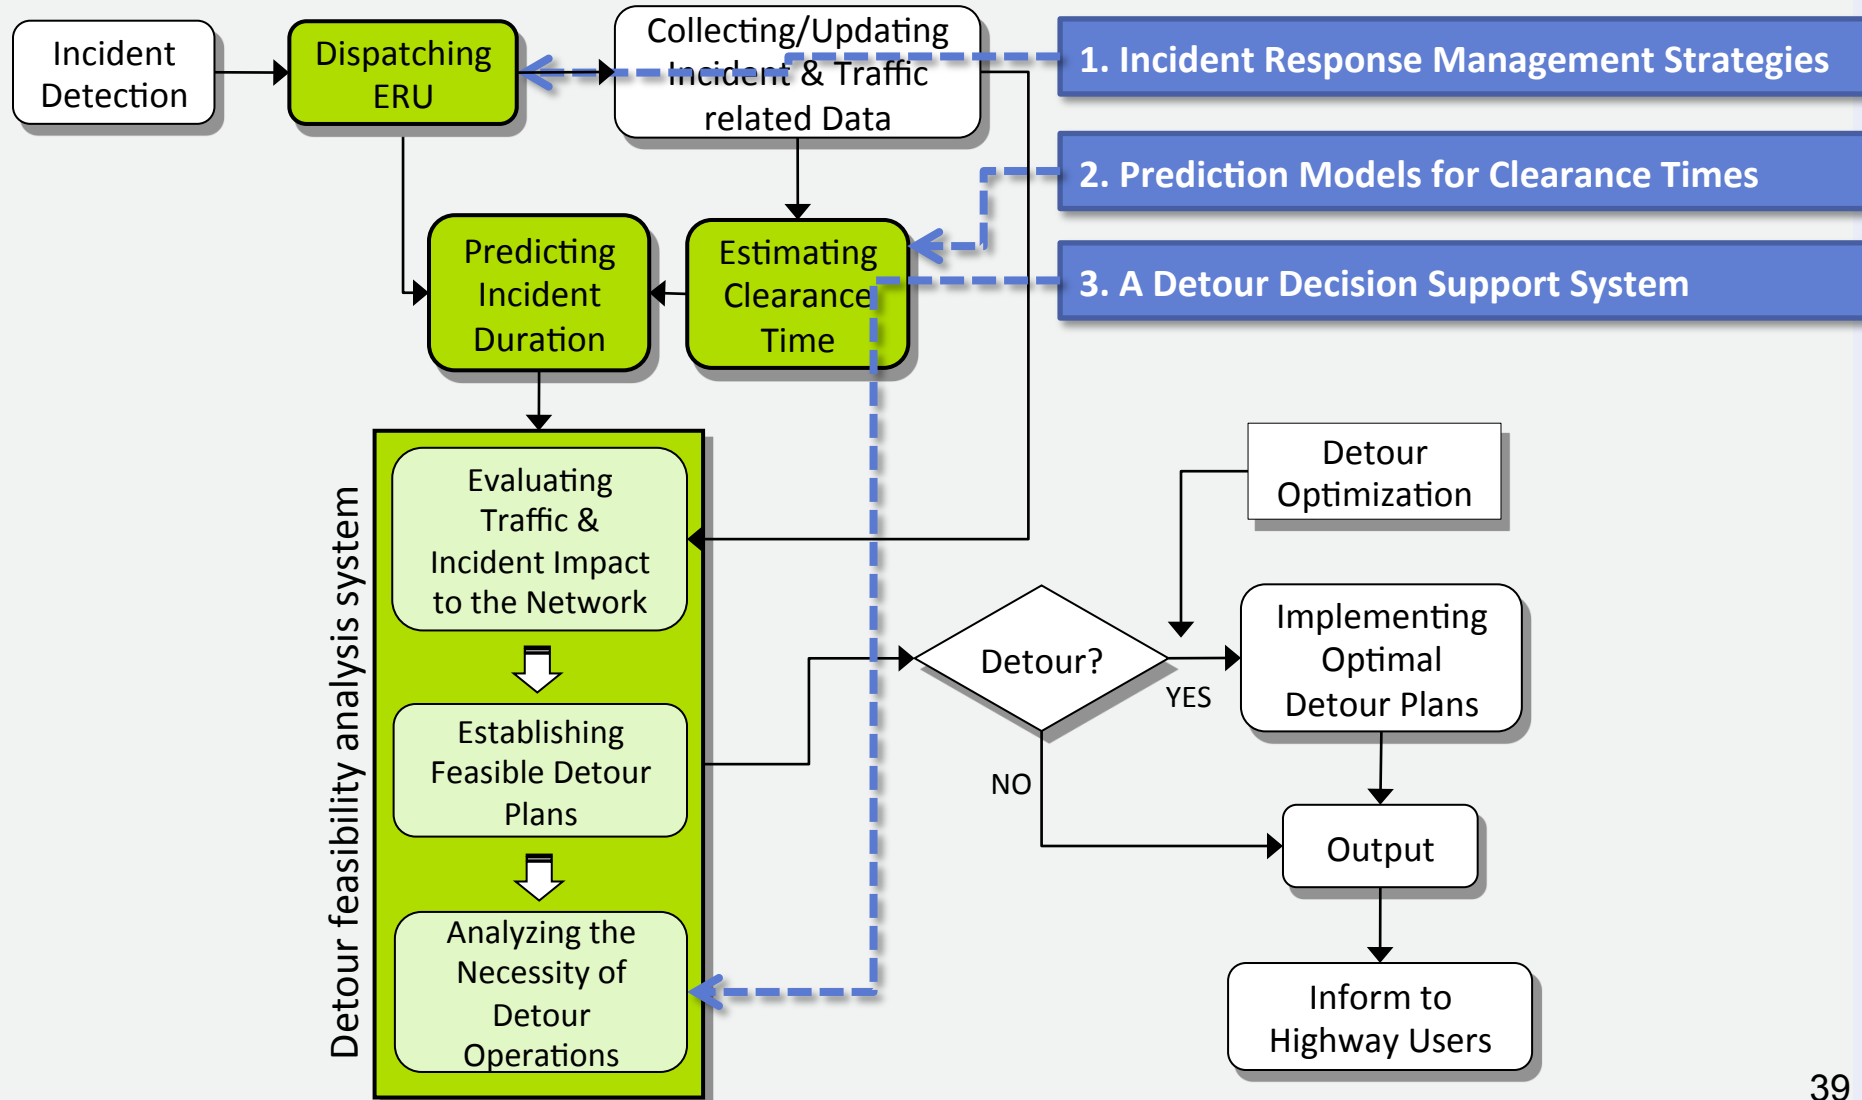 Incident
Detection
Dispatching
ERU
Collecting/Updating
Incident & Traffic
related Data
1. Incident Response Management Strategies
2. Prediction Models for Clearance Times
3. A Detour Decision Support System
Predicting
Incident
Duration
Estimating
Clearance
Time
Detour feasibility analysis system
Evaluating
Traffic &
Incident Impact
to the Network
Establishing
Feasible Detour
Plans
Analyzing the
Necessity of
Detour
Operations
Detour?
YES
NO
Detour
Optimization
Implementing
Optimal
Detour Plans
Output
Inform to
Highway Users
39